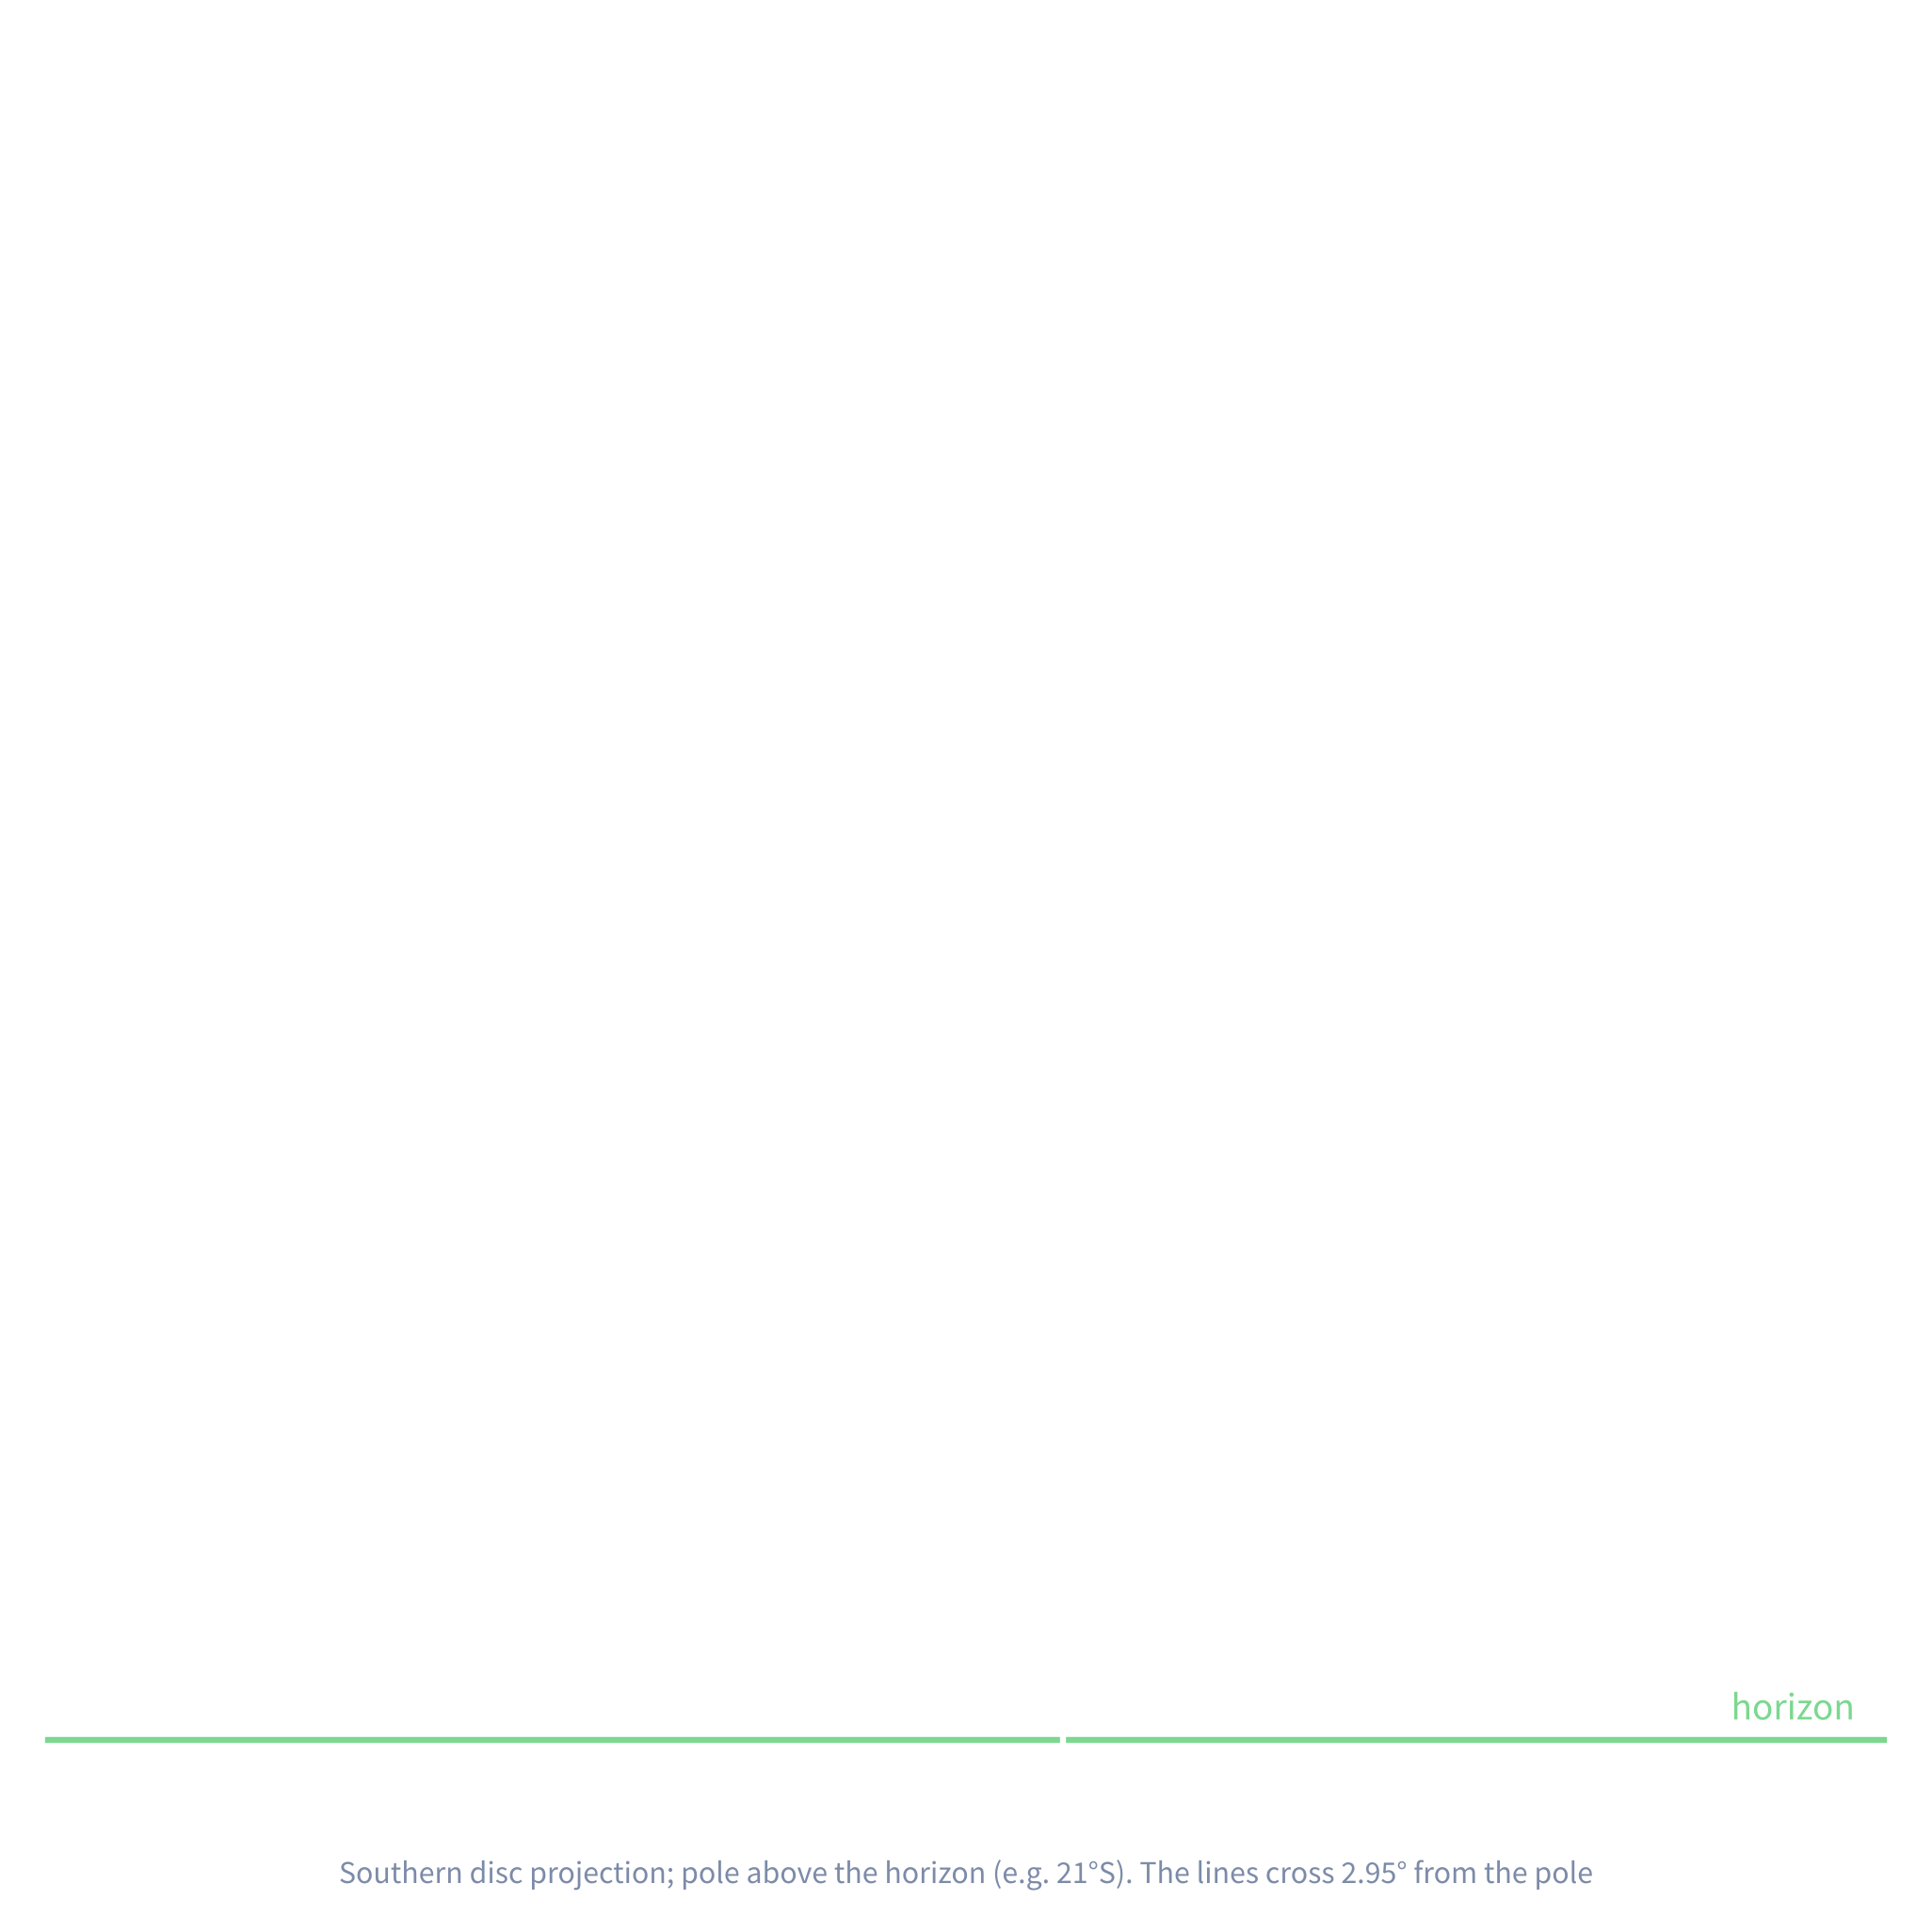 horizon
Southern disc projection; pole above the horizon (e.g. 21°S). The lines cross 2.95° from the pole